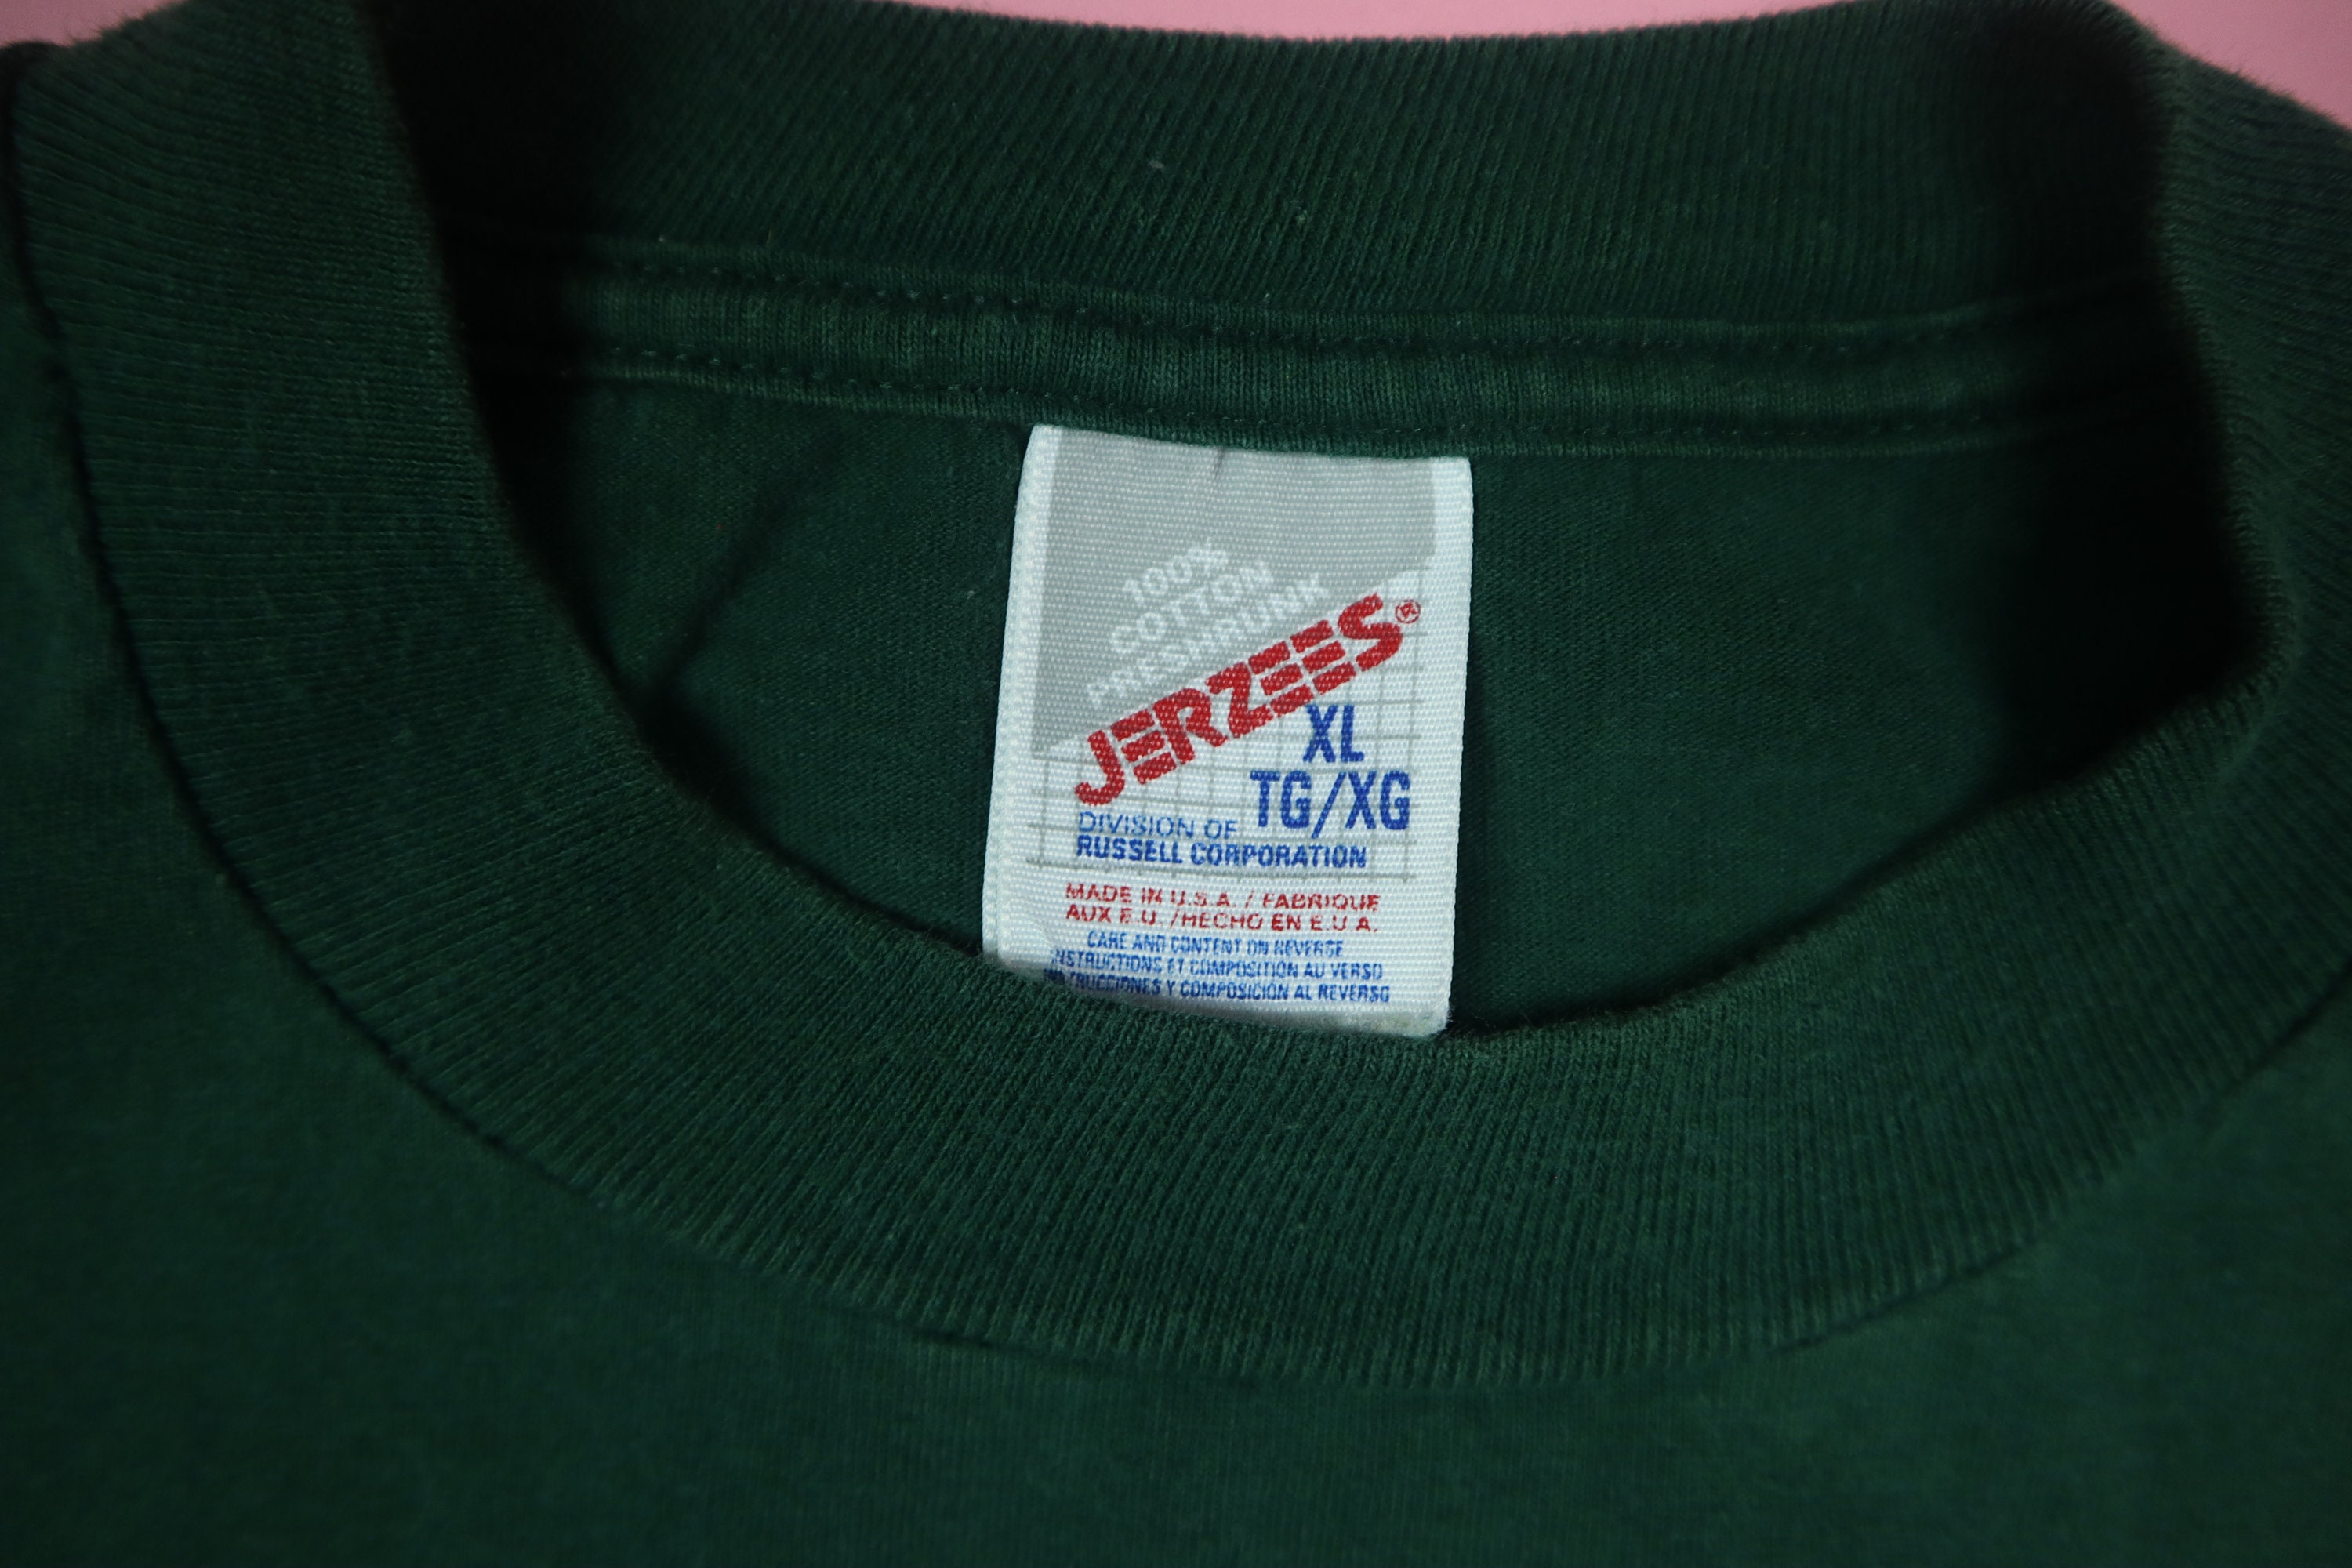 100%
COTTON
PRESHRUNK
JERZEES®
XL
TG/XG
DIVISION OF
RUSSELL CORPORATION
MADE IN U.S.A. / FABRIQUE
AUX E.U. /HECHO EN E.U.A.
CARE AND CONTENT ON REVERSE
INSTRUCTIONS ET COMPOSITION AU VERSO
Y COMPOSICION AL REVERSO